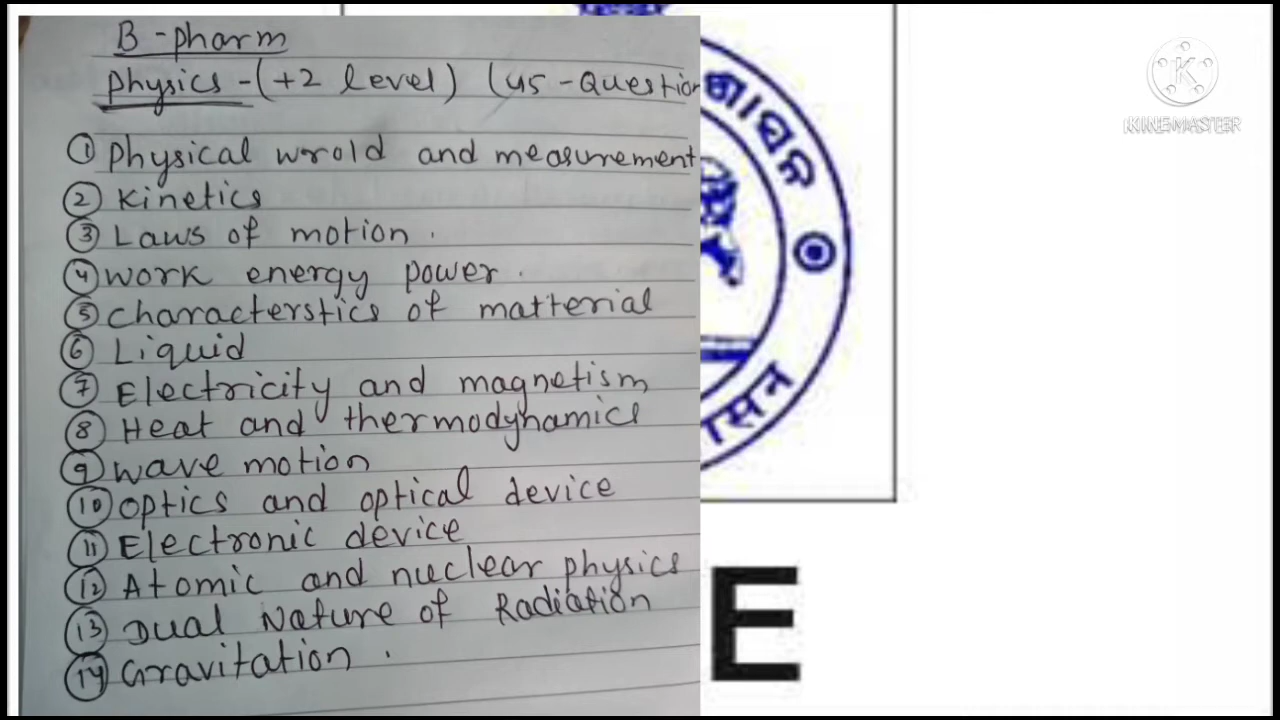 B-pharm
physics-(+2 level) (45-Question
① physical wrold and measurement
② Kinetics
③ Laws of motion.
④ work energy power.
⑤ characterstics of matterial
⑥ Liquid
⑦ Electricity and magnetism
⑧ Heat and thermodynamics
⑨ wave motion
⑩ optics and optical device
⑪ Electronic device
⑫ Atomic and nuclear physics
⑬ Dual Nature of Radiation
⑭ Gravitation.
E
KINEMASTER
K